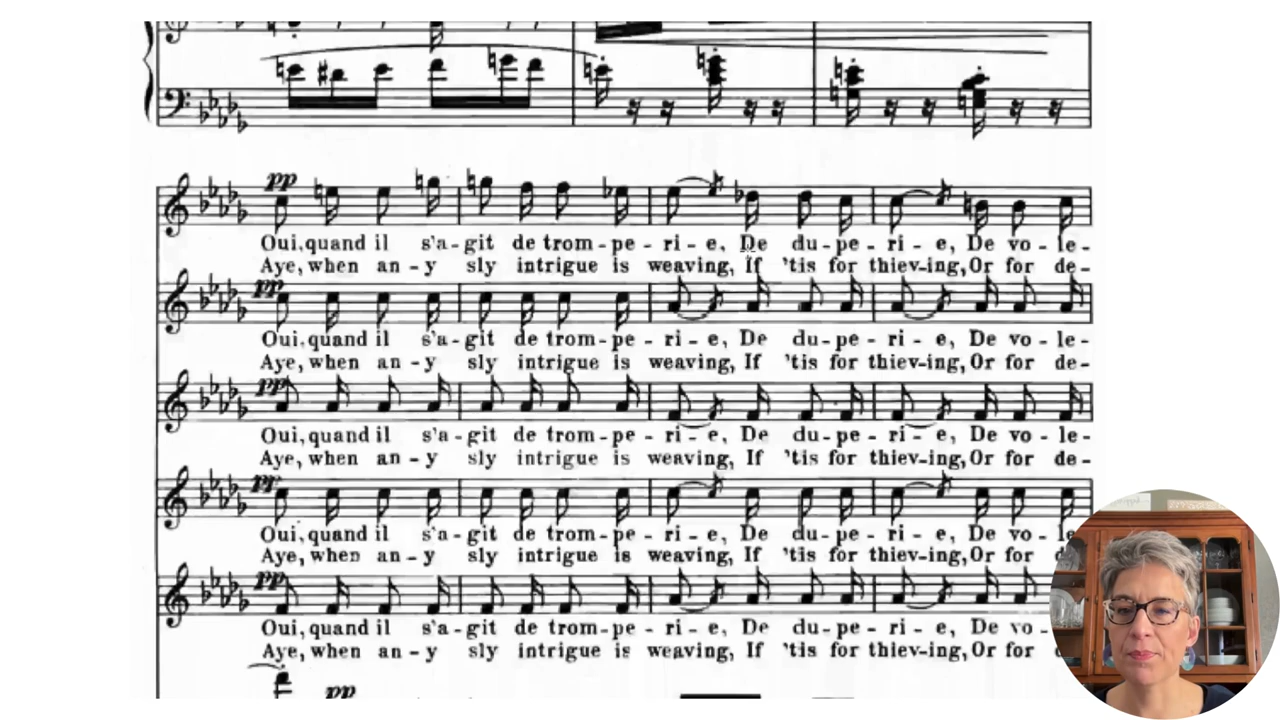 pp
Oui, quand il s'a-git de trom-pe-ri-e, De du-pe-ri-e, De vo-le-
Aye, when an-y sly intrigue is weaving, If 'tis for thiev-ing, Or for de-
pp
Oui, quand il s'a-git de trom-pe-ri-e, De du-pe-ri-e, De vo-le-
Aye, when an-y sly intrigue is weaving, If 'tis for thiev-ing, Or for de-
pp
Oui, quand il s'a-git de trom-pe-ri-e, De du-pe-ri-e, De vo-le-
Aye, when an-y sly intrigue is weaving, If 'tis for thiev-ing, Or for de-
pp
Oui, quand il s'a-git de trom-pe-ri-e, De du-pe-ri-e, De vo-le
Aye, when an-y sly intrigue is weaving, If 'tis for thiev-ing, Or for
pp
Oui, quand il s'a-git de trom-pe-ri-e, De du-pe-ri-e, De vo-
Aye, when an-y sly intrigue is weaving, If 'tis for thiev-ing, Or for
pp